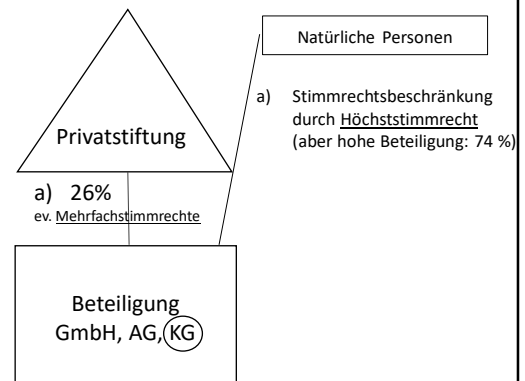 Natürliche Personen
a) Stimmrechtsbeschränkung
durch Höchststimmrecht
(aber hohe Beteiligung: 74 %)
Privatstiftung
a) 26%
ev. Mehrfachstimmrechte
Beteiligung
GmbH, AG, KG